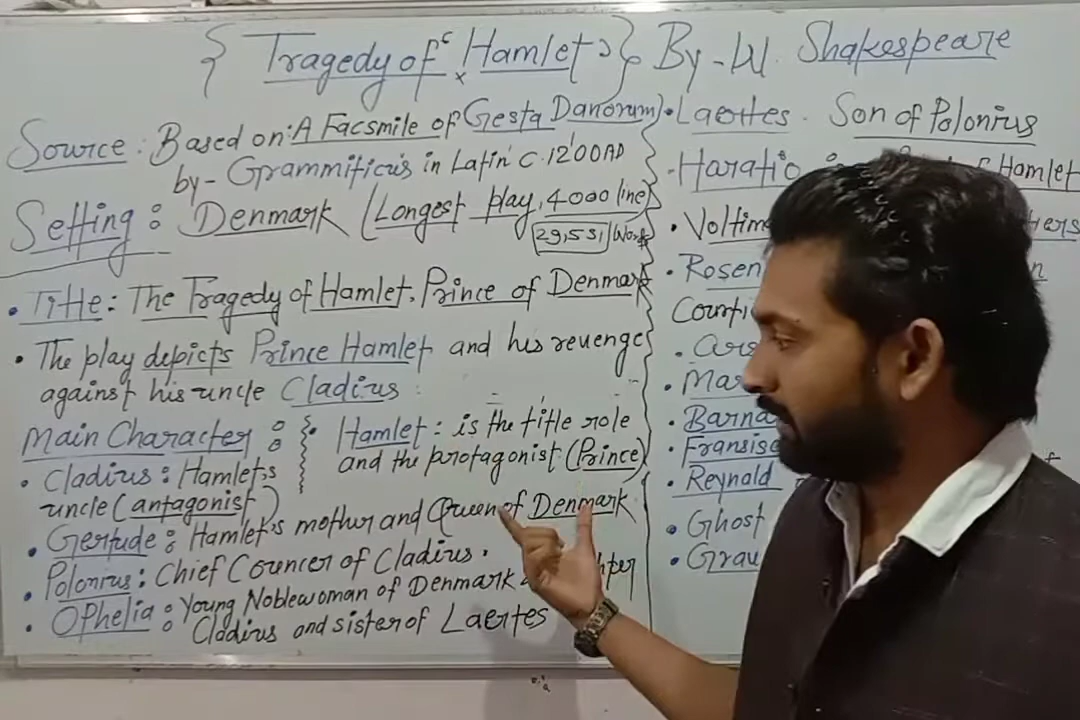 { Tragedy of 'Hamlet' } By - W. Shakespeare
Source : Based on : A Facsmile of Gesta Danorum
by - Grammiticus in Latin c. 1200 AD
Setting : Denmark (Longest play, 4000 line)
29,551 Words
• Title : The Tragedy of Hamlet, Prince of Denmark
• The play depicts Prince Hamlet and his revenge
against his uncle Cladius
Main Character :
• Cladius : Hamlet's
uncle (antagonist)
• Hamlet : is the title role
and the protagonist (Prince)
• Gertude : Hamlet's mother and Queen of Denmark
• Polonius : Chief Councer of Cladius.
• Ophelia : Young Noblewoman of Denmark
Cladius and sister of Laertes
• Laertes. Son of Polonius
- Haratio Hamlet
• Voltim
• Rosen
Courti
• Mar
• Barna
• Fransisc
• Reynald
• Ghost
• Grav